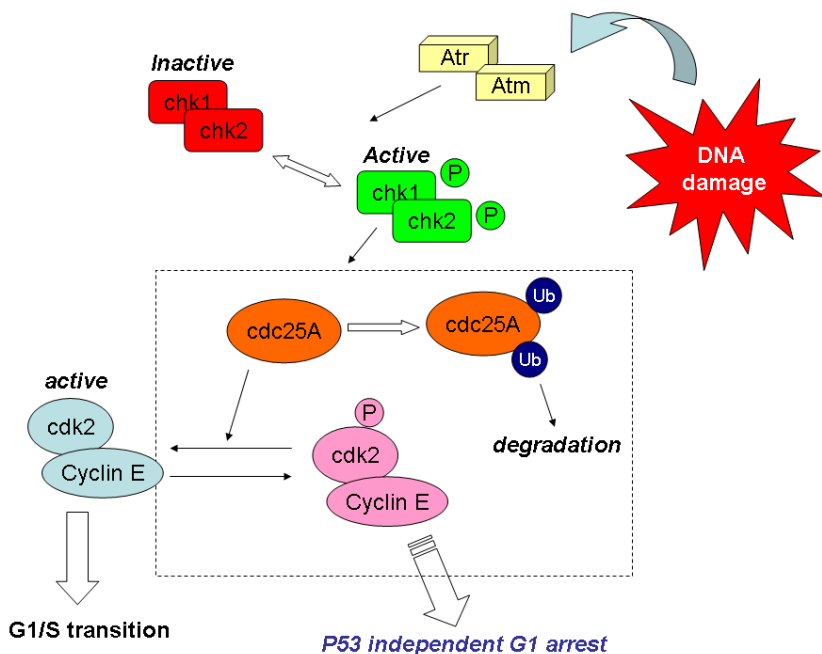 Atr
Atm
Inactive
chk1
chk2
DNA
damage
Active
P
chk1
chk2
P
Ub
cdc25A
cdc25A
Ub
active
P
cdk2
degradation
cdk2
Cyclin E
Cyclin E
G1/S transition
P53 independent G1 arrest